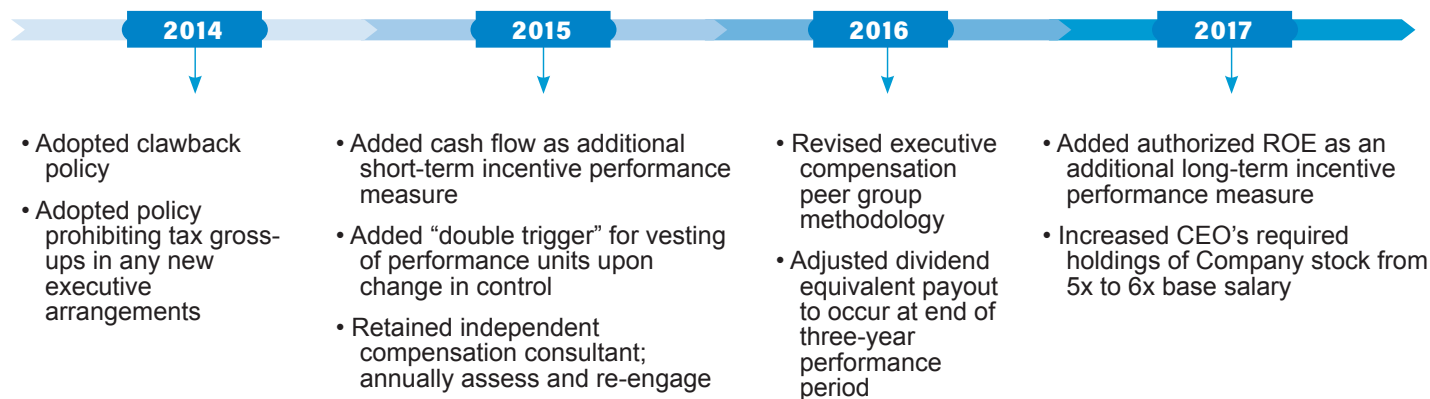 2014
2015
2016
2017
• Adopted clawback
policy
• Adopted policy
prohibiting tax gross-
ups in any new
executive
arrangements
• Added cash flow as additional
short-term incentive performance
measure
• Added “double trigger” for vesting
of performance units upon
change in control
• Retained independent
compensation consultant;
annually assess and re-engage
• Revised executive
compensation
peer group
methodology
• Adjusted dividend
equivalent payout
to occur at end of
three-year
performance
period
• Added authorized ROE as an
additional long-term incentive
performance measure
• Increased CEO’s required
holdings of Company stock from
5x to 6x base salary